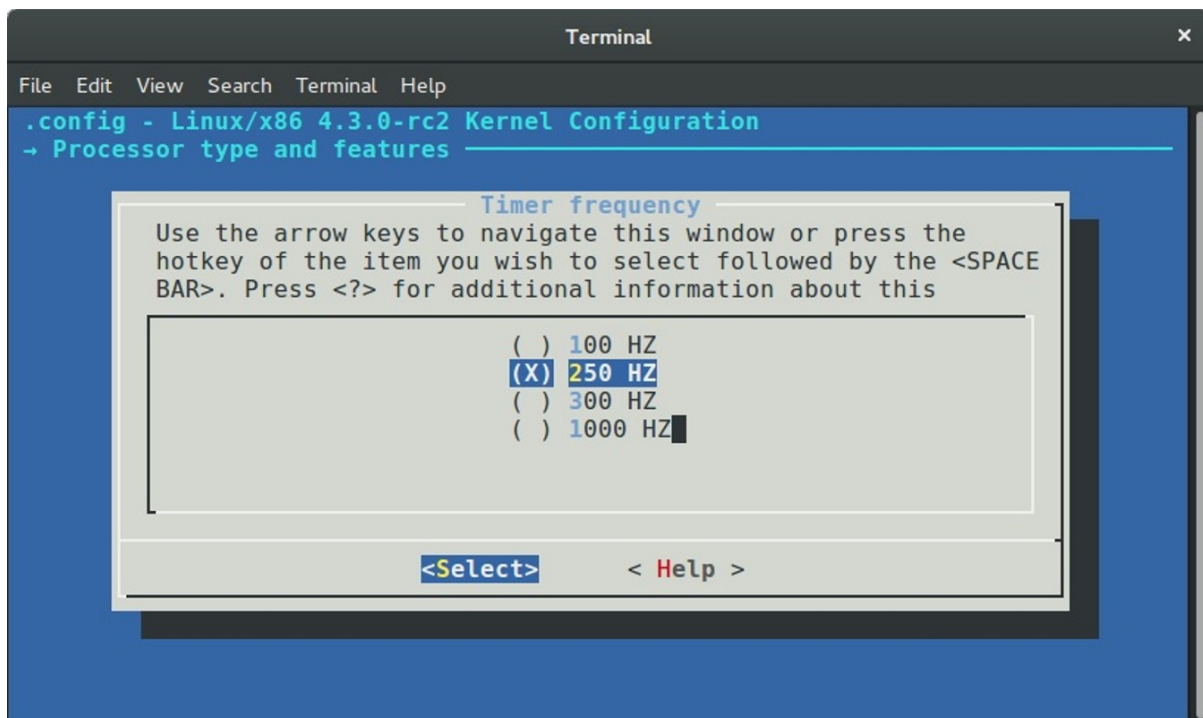 Terminal ×
File Edit View Search Terminal Help
.config - Linux/x86 4.3.0-rc2 Kernel Configuration
→ Processor type and features
Timer frequency
Use the arrow keys to navigate this window or press the
hotkey of the item you wish to select followed by the <SPACE
BAR>. Press <?> for additional information about this
( ) 100 HZ
(X) 250 HZ
( ) 300 HZ
( ) 1000 HZ
<Select> < Help >